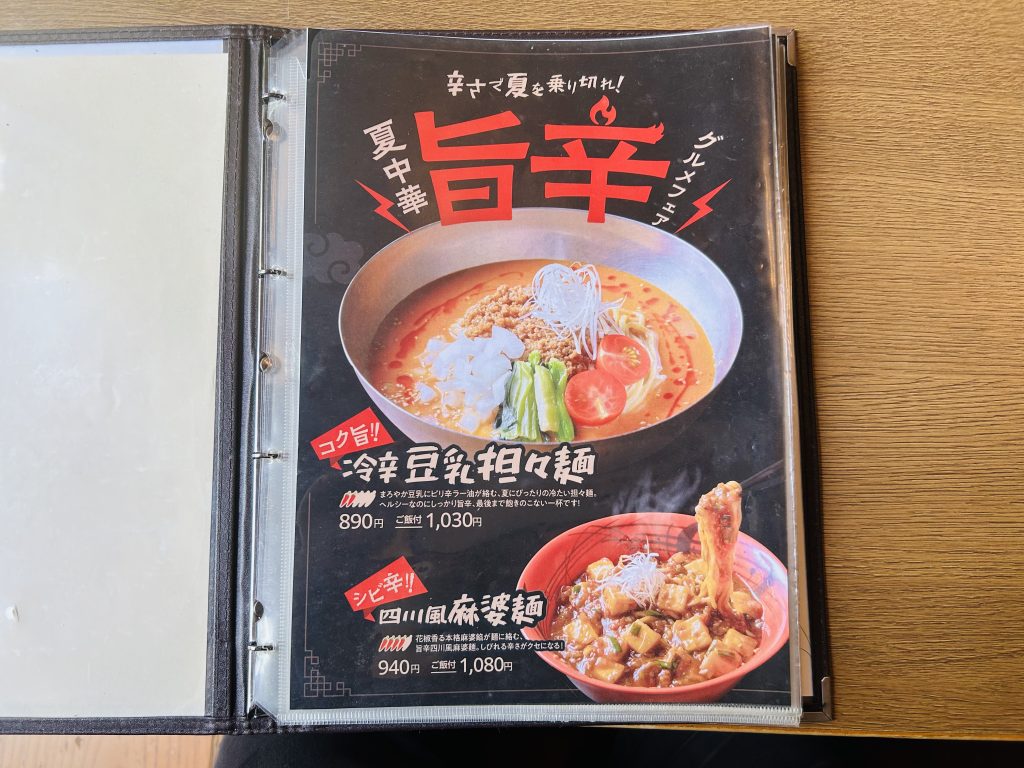 辛さで夏を乗り切れ!
夏中華
旨辛
グルメフェア
コク旨!!
冷辛豆乳担々麺
まろやか豆乳にピリ辛ラー油が絡む、夏にぴったりの冷たい担々麺。
ヘルシーなのにしっかり旨辛、最後まで飽きのこない一杯です!
890円 ご飯付 1,030円
シビ辛!!
四川風麻婆麺
花椒香る本格麻婆餡が麺に絡む、
旨辛四川風麻婆麺。しびれる辛さがクセになる!
940円 ご飯付 1,080円